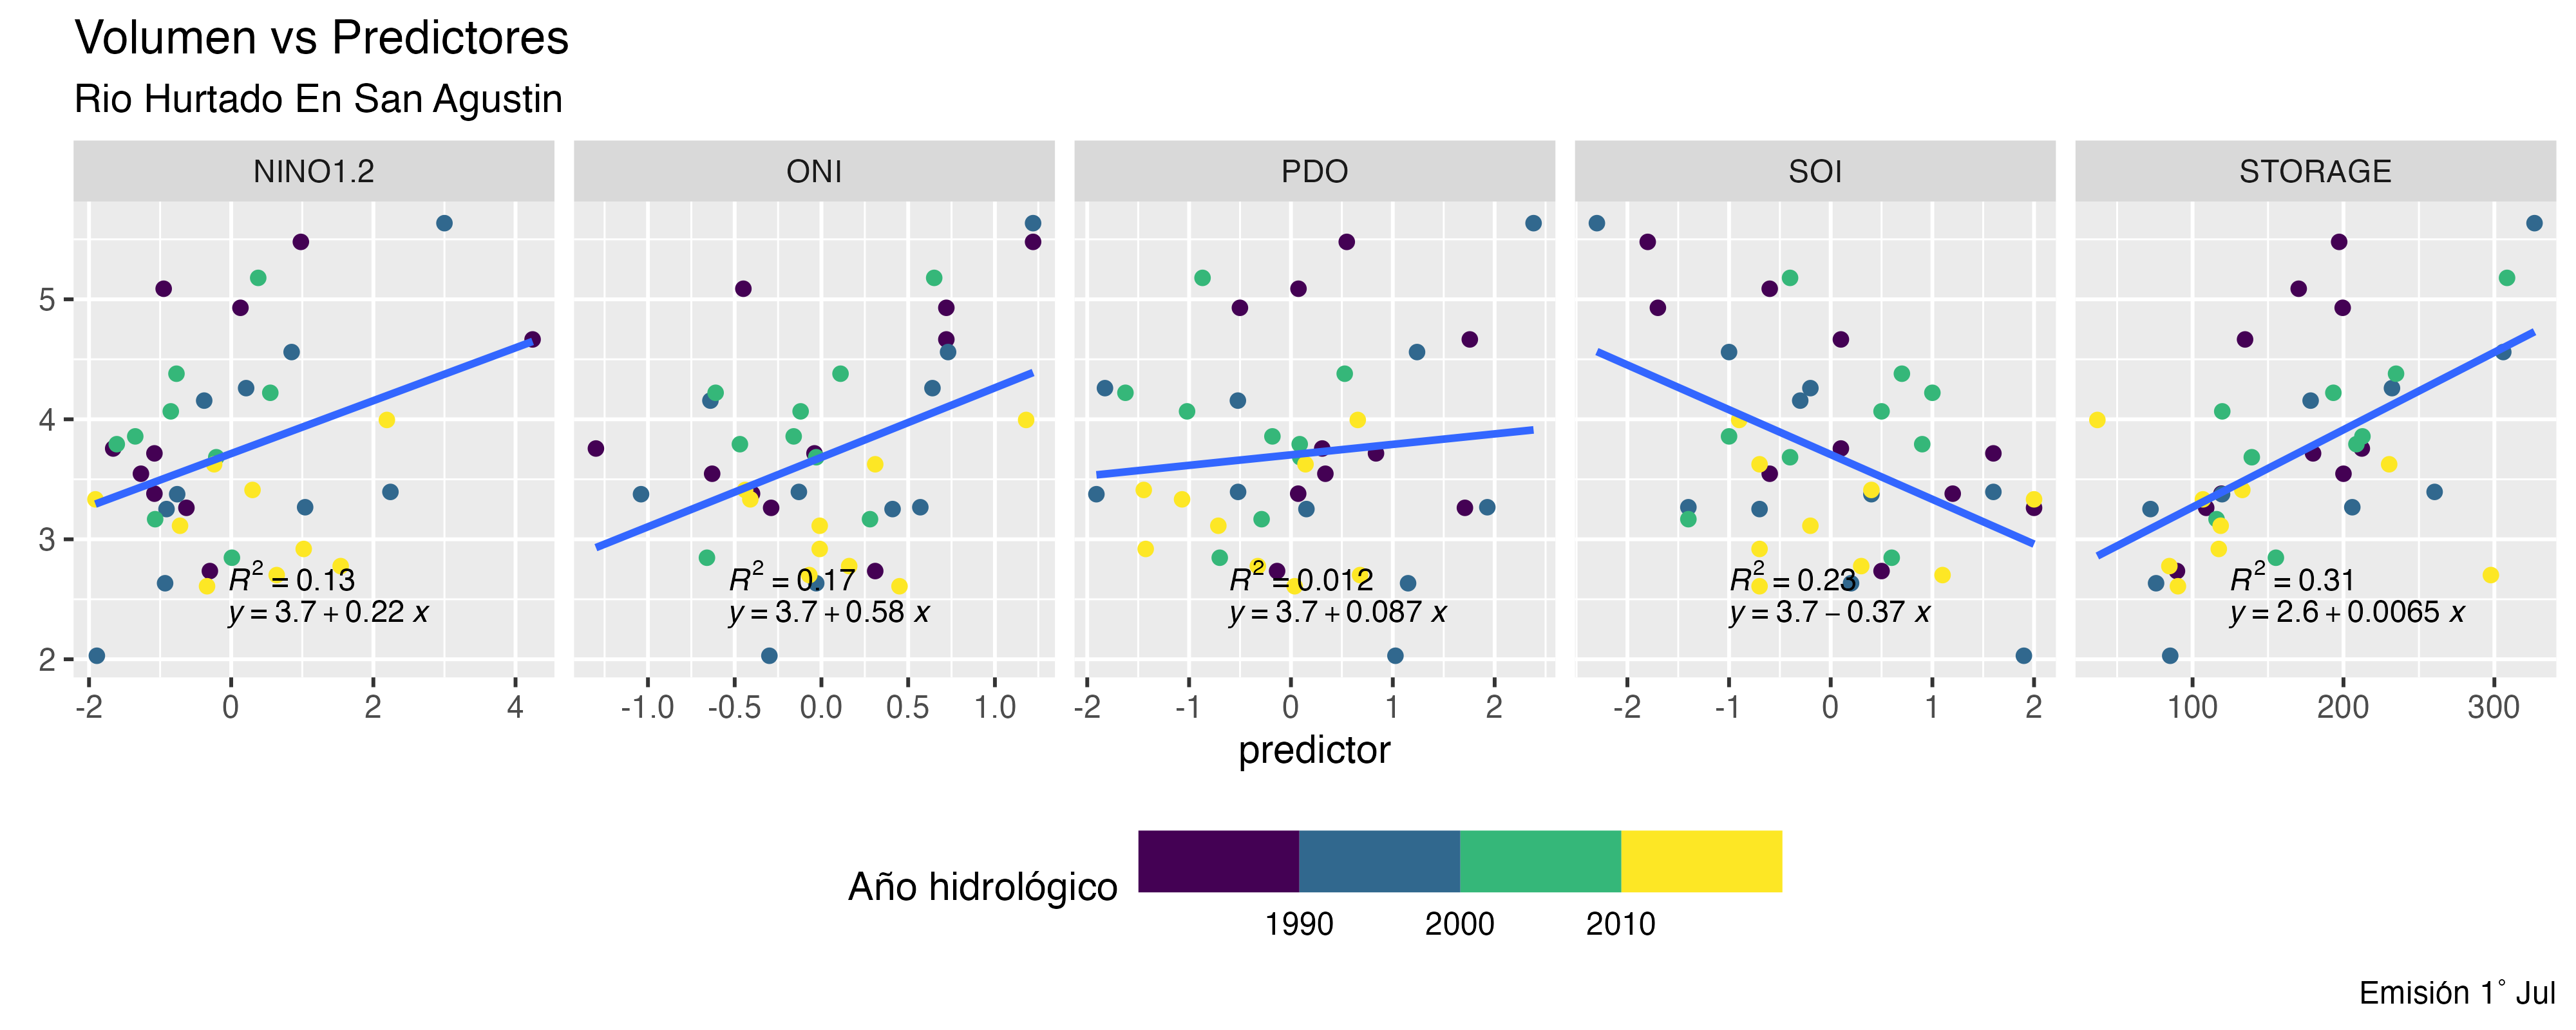 Volumen vs Predictores
Rio Hurtado En San Agustin
NINO1.2 ONI PDO SOI STORAGE
5
4
3
2
R² = 0.13
y = 3.7 + 0.22 x
R² = 0.17
y = 3.7 + 0.58 x
R² = 0.012
y = 3.7 + 0.087 x
R² = 0.23
y = 3.7 − 0.37 x
R² = 0.31
y = 2.6 + 0.0065 x
-2 0 2 4 -1.0 -0.5 0.0 0.5 1.0 -2 -1 0 1 2 -2 -1 0 1 2 100 200 300
predictor
Año hidrológico
1990 2000 2010
Emisión 1° Jul